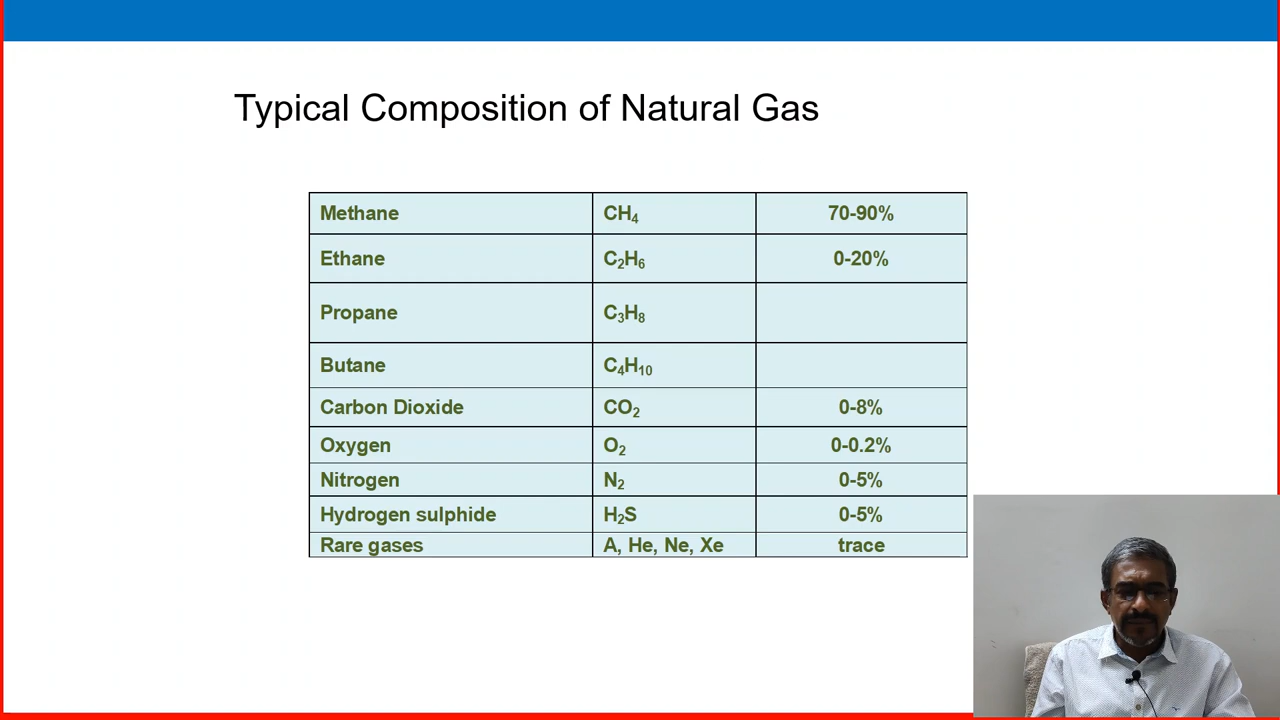 Typical Composition of Natural Gas
Methane CH₄ 70-90%
Ethane C₂H₆ 0-20%
Propane C₃H₈
Butane C₄H₁₀
Carbon Dioxide CO₂ 0-8%
Oxygen O₂ 0-0.2%
Nitrogen N₂ 0-5%
Hydrogen sulphide H₂S 0-5%
Rare gases A, He, Ne, Xe trace